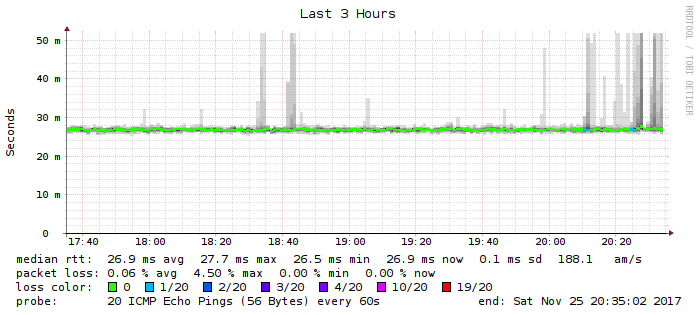 Last 3 Hours
RRDTOOL / TOBI OETIKER
Seconds
50 m
40 m
30 m
20 m
10 m
0
17:40 18:00 18:20 18:40 19:00 19:20 19:40 20:00 20:20
median rtt: 26.9 ms avg 27.7 ms max 26.5 ms min 26.9 ms now 0.1 ms sd 188.1 am/s
packet loss: 0.06 % avg 4.50 % max 0.00 % min 0.00 % now
loss color: 0 1/20 2/20 3/20 4/20 10/20 19/20
probe: 20 ICMP Echo Pings (56 Bytes) every 60s end: Sat Nov 25 20:35:02 2017